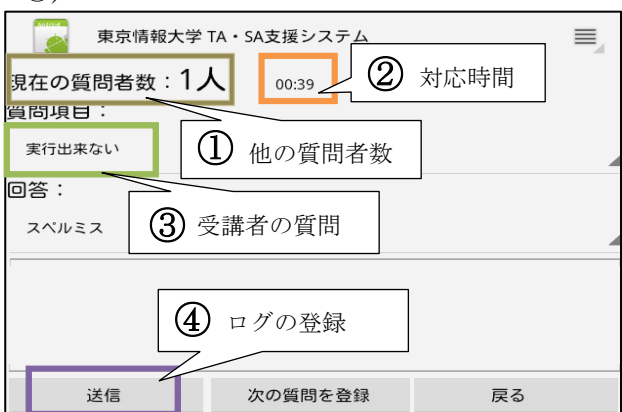 Android
東京情報大学 TA・SA支援システム
現在の質問者数：1人
00:39
② 対応時間
質問項目：
① 他の質問者数
実行出来ない
回答：
③ 受講者の質問
スペルミス
④ ログの登録
送信
次の質問を登録
戻る